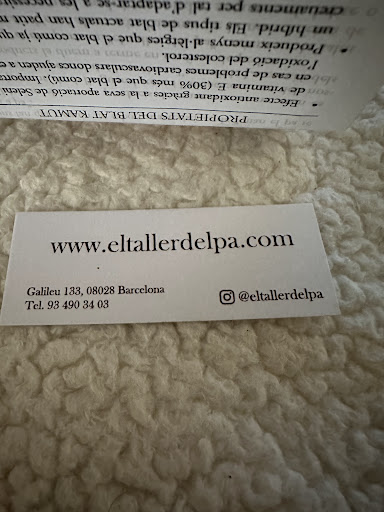 PROPIETATS DEL BLAT KAMUT
• Efecte antioxidant gràcies a la seva aportació de Seleni
de vitamina E (30% més que el blat comú). Important
en cas de problemes cardiovasculars doncs ajuden a e
l'oxidació del colesterol.
• Produeix menys al·lèrgies que el blat comú ja qu
un híbrid. Els tipus de blat actuals han patit
creuaments per tal d'adaptar-se a les
www.eltallerdelpa.com
Galileu 133, 08028 Barcelona
Tel. 93 490 34 03
@eltallerdelpa